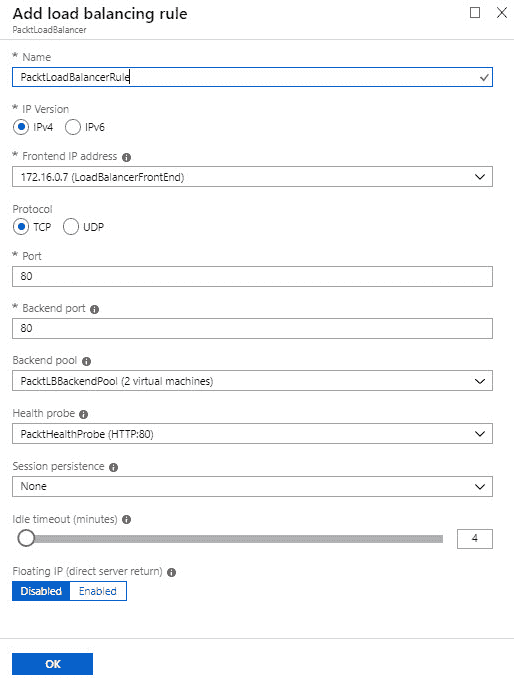 Add load balancing rule
PacktLoadBalancer
* Name
PacktLoadBalancerRule
* IP Version
IPv4 IPv6
* Frontend IP address
172.16.0.7 (LoadBalancerFrontEnd)
Protocol
TCP UDP
* Port
80
* Backend port
80
Backend pool
PacktLBBackendPool (2 virtual machines)
Health probe
PacktHealthProbe (HTTP:80)
Session persistence
None
Idle timeout (minutes)
4
Floating IP (direct server return)
Disabled Enabled
OK